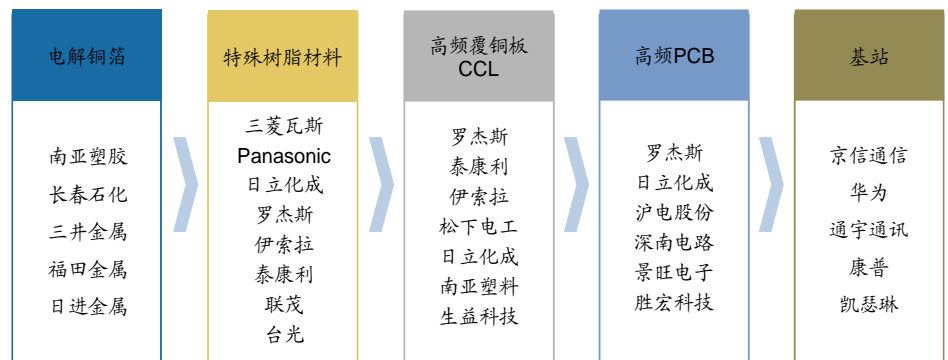 电解铜箔
南亚塑胶
长春石化
三井金属
福田金属
日进金属
特殊树脂材料
三菱瓦斯
Panasonic
日立化成
罗杰斯
伊索拉
泰康利
联茂
台光
高频覆铜板
CCL
罗杰斯
泰康利
伊索拉
松下电工
日立化成
南亚塑料
生益科技
高频PCB
罗杰斯
日立化成
沪电股份
深南电路
景旺电子
胜宏科技
基站
京信通信
华为
通宇通讯
康普
凯瑟琳